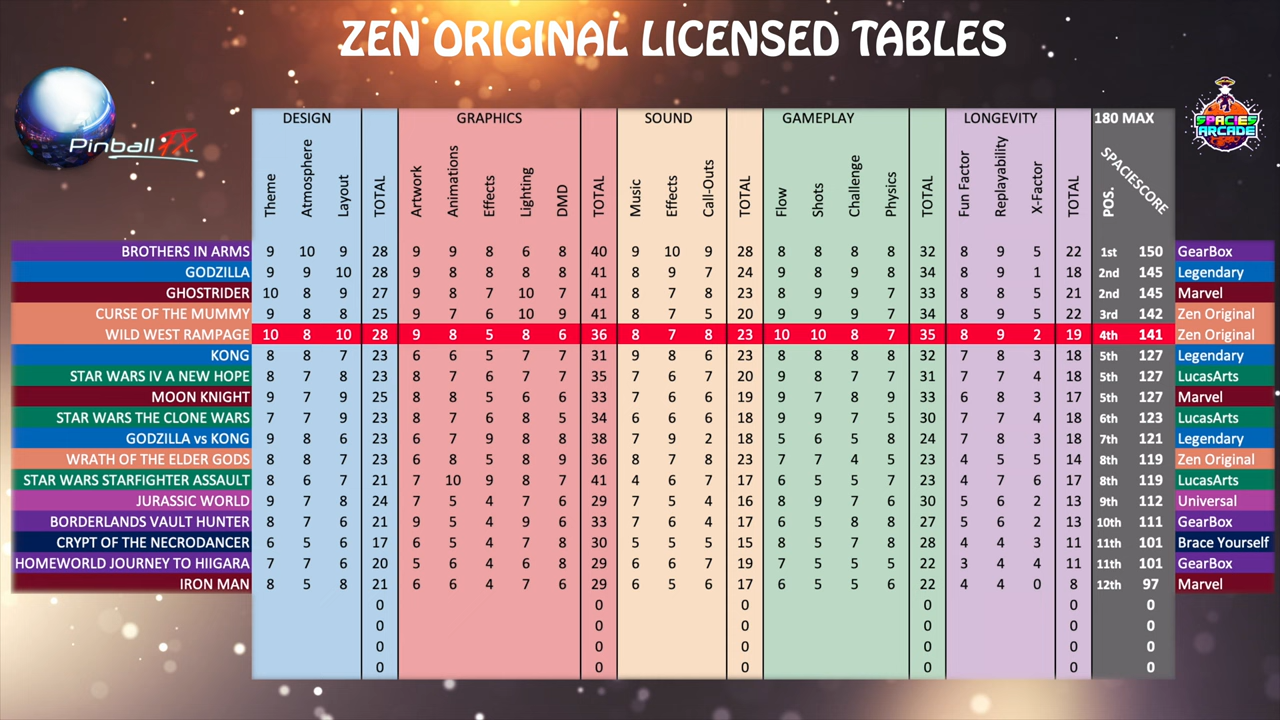 ZEN ORIGINAL LICENSED TABLES
Pinball FX
SPACIES ARCADE
DESIGN GRAPHICS SOUND GAMEPLAY LONGEVITY 180 MAX
Theme Atmosphere Layout TOTAL Artwork Animations Effects Lighting DMD TOTAL Music Effects Call-Outs TOTAL Flow Shots Challenge Physics TOTAL Fun Factor Replayability X-Factor TOTAL POS. SPACIESCORE
BROTHERS IN ARMS 9 10 9 28 9 9 8 6 8 40 9 10 9 28 8 8 8 8 32 8 9 5 22 1st 150 GearBox
GODZILLA 9 9 10 28 9 8 8 8 8 41 8 9 7 24 9 8 9 8 34 8 9 1 18 2nd 145 Legendary
GHOSTRIDER 10 8 9 27 9 8 7 10 7 41 8 7 8 23 8 9 9 7 33 8 8 5 21 2nd 145 Marvel
CURSE OF THE MUMMY 9 8 8 25 9 7 6 10 9 41 8 7 5 20 9 9 9 7 34 8 9 5 22 3rd 142 Zen Original
WILD WEST RAMPAGE 10 8 10 28 9 8 5 8 6 36 8 7 8 23 10 10 8 7 35 8 9 2 19 4th 141 Zen Original
KONG 8 8 7 23 6 6 5 7 7 31 9 8 6 23 8 8 8 8 32 7 8 3 18 5th 127 Legendary
STAR WARS IV A NEW HOPE 8 7 8 23 8 7 6 7 7 35 7 6 7 20 9 8 7 7 31 7 7 4 18 5th 127 LucasArts
MOON KNIGHT 9 7 9 25 8 8 5 6 6 33 7 6 6 19 9 7 8 9 33 6 8 3 17 5th 127 Marvel
STAR WARS THE CLONE WARS 7 7 9 23 8 7 6 8 5 34 6 6 6 18 9 9 7 5 30 7 7 4 18 6th 123 LucasArts
GODZILLA vs KONG 9 8 6 23 6 7 9 8 8 38 7 9 2 18 5 6 5 8 24 7 8 3 18 7th 121 Legendary
WRATH OF THE ELDER GODS 8 8 7 23 6 8 5 8 9 36 8 7 8 23 7 7 4 5 23 4 5 5 14 8th 119 Zen Original
STAR WARS STARFIGHTER ASSAULT 8 6 7 21 7 10 9 8 7 41 4 6 7 17 6 5 5 7 23 4 7 6 17 8th 119 LucasArts
JURASSIC WORLD 9 7 8 24 7 5 4 7 6 29 7 5 4 16 8 9 7 6 30 5 6 2 13 9th 112 Universal
BORDERLANDS VAULT HUNTER 8 7 6 21 9 5 4 9 6 33 7 6 4 17 6 5 8 8 27 5 6 2 13 10th 111 GearBox
CRYPT OF THE NECRODANCER 6 5 6 17 6 5 4 7 8 30 5 5 5 15 8 5 7 8 28 4 4 3 11 11th 101 Brace Yourself
HOMEWORLD JOURNEY TO HIIGARA 7 7 6 20 5 6 4 6 8 29 6 6 7 19 7 5 5 5 22 3 4 4 11 11th 101 GearBox
IRON MAN 8 5 8 21 6 6 4 7 6 29 6 5 6 17 6 5 5 6 22 4 4 0 8 12th 97 Marvel
0 0 0 0 0 0
0 0 0 0 0 0
0 0 0 0 0 0
0 0 0 0 0 0